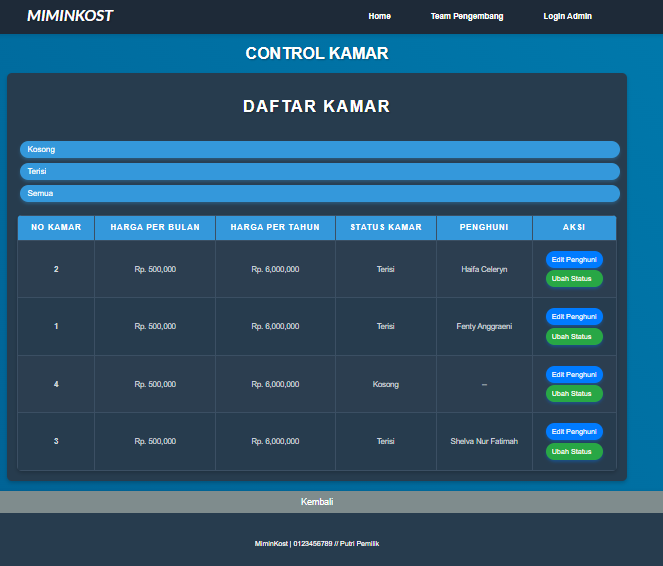 MIMINKOST Home Team Pengembang Login Admin
CONTROL KAMAR
DAFTAR KAMAR
Kosong
Terisi
Semua
NO KAMAR HARGA PER BULAN HARGA PER TAHUN STATUS KAMAR PENGHUNI AKSI
2 Rp. 500,000 Rp. 6,000,000 Terisi Haifa Celeryn Edit Penghuni
Ubah Status
1 Rp. 500,000 Rp. 6,000,000 Terisi Fenty Anggraeni Edit Penghuni
Ubah Status
4 Rp. 500,000 Rp. 6,000,000 Kosong -- Edit Penghuni
Ubah Status
3 Rp. 500,000 Rp. 6,000,000 Terisi Shelva Nur Fatimah Edit Penghuni
Ubah Status
Kembali
MiminKost | 0123456789 // Putri Pemilik